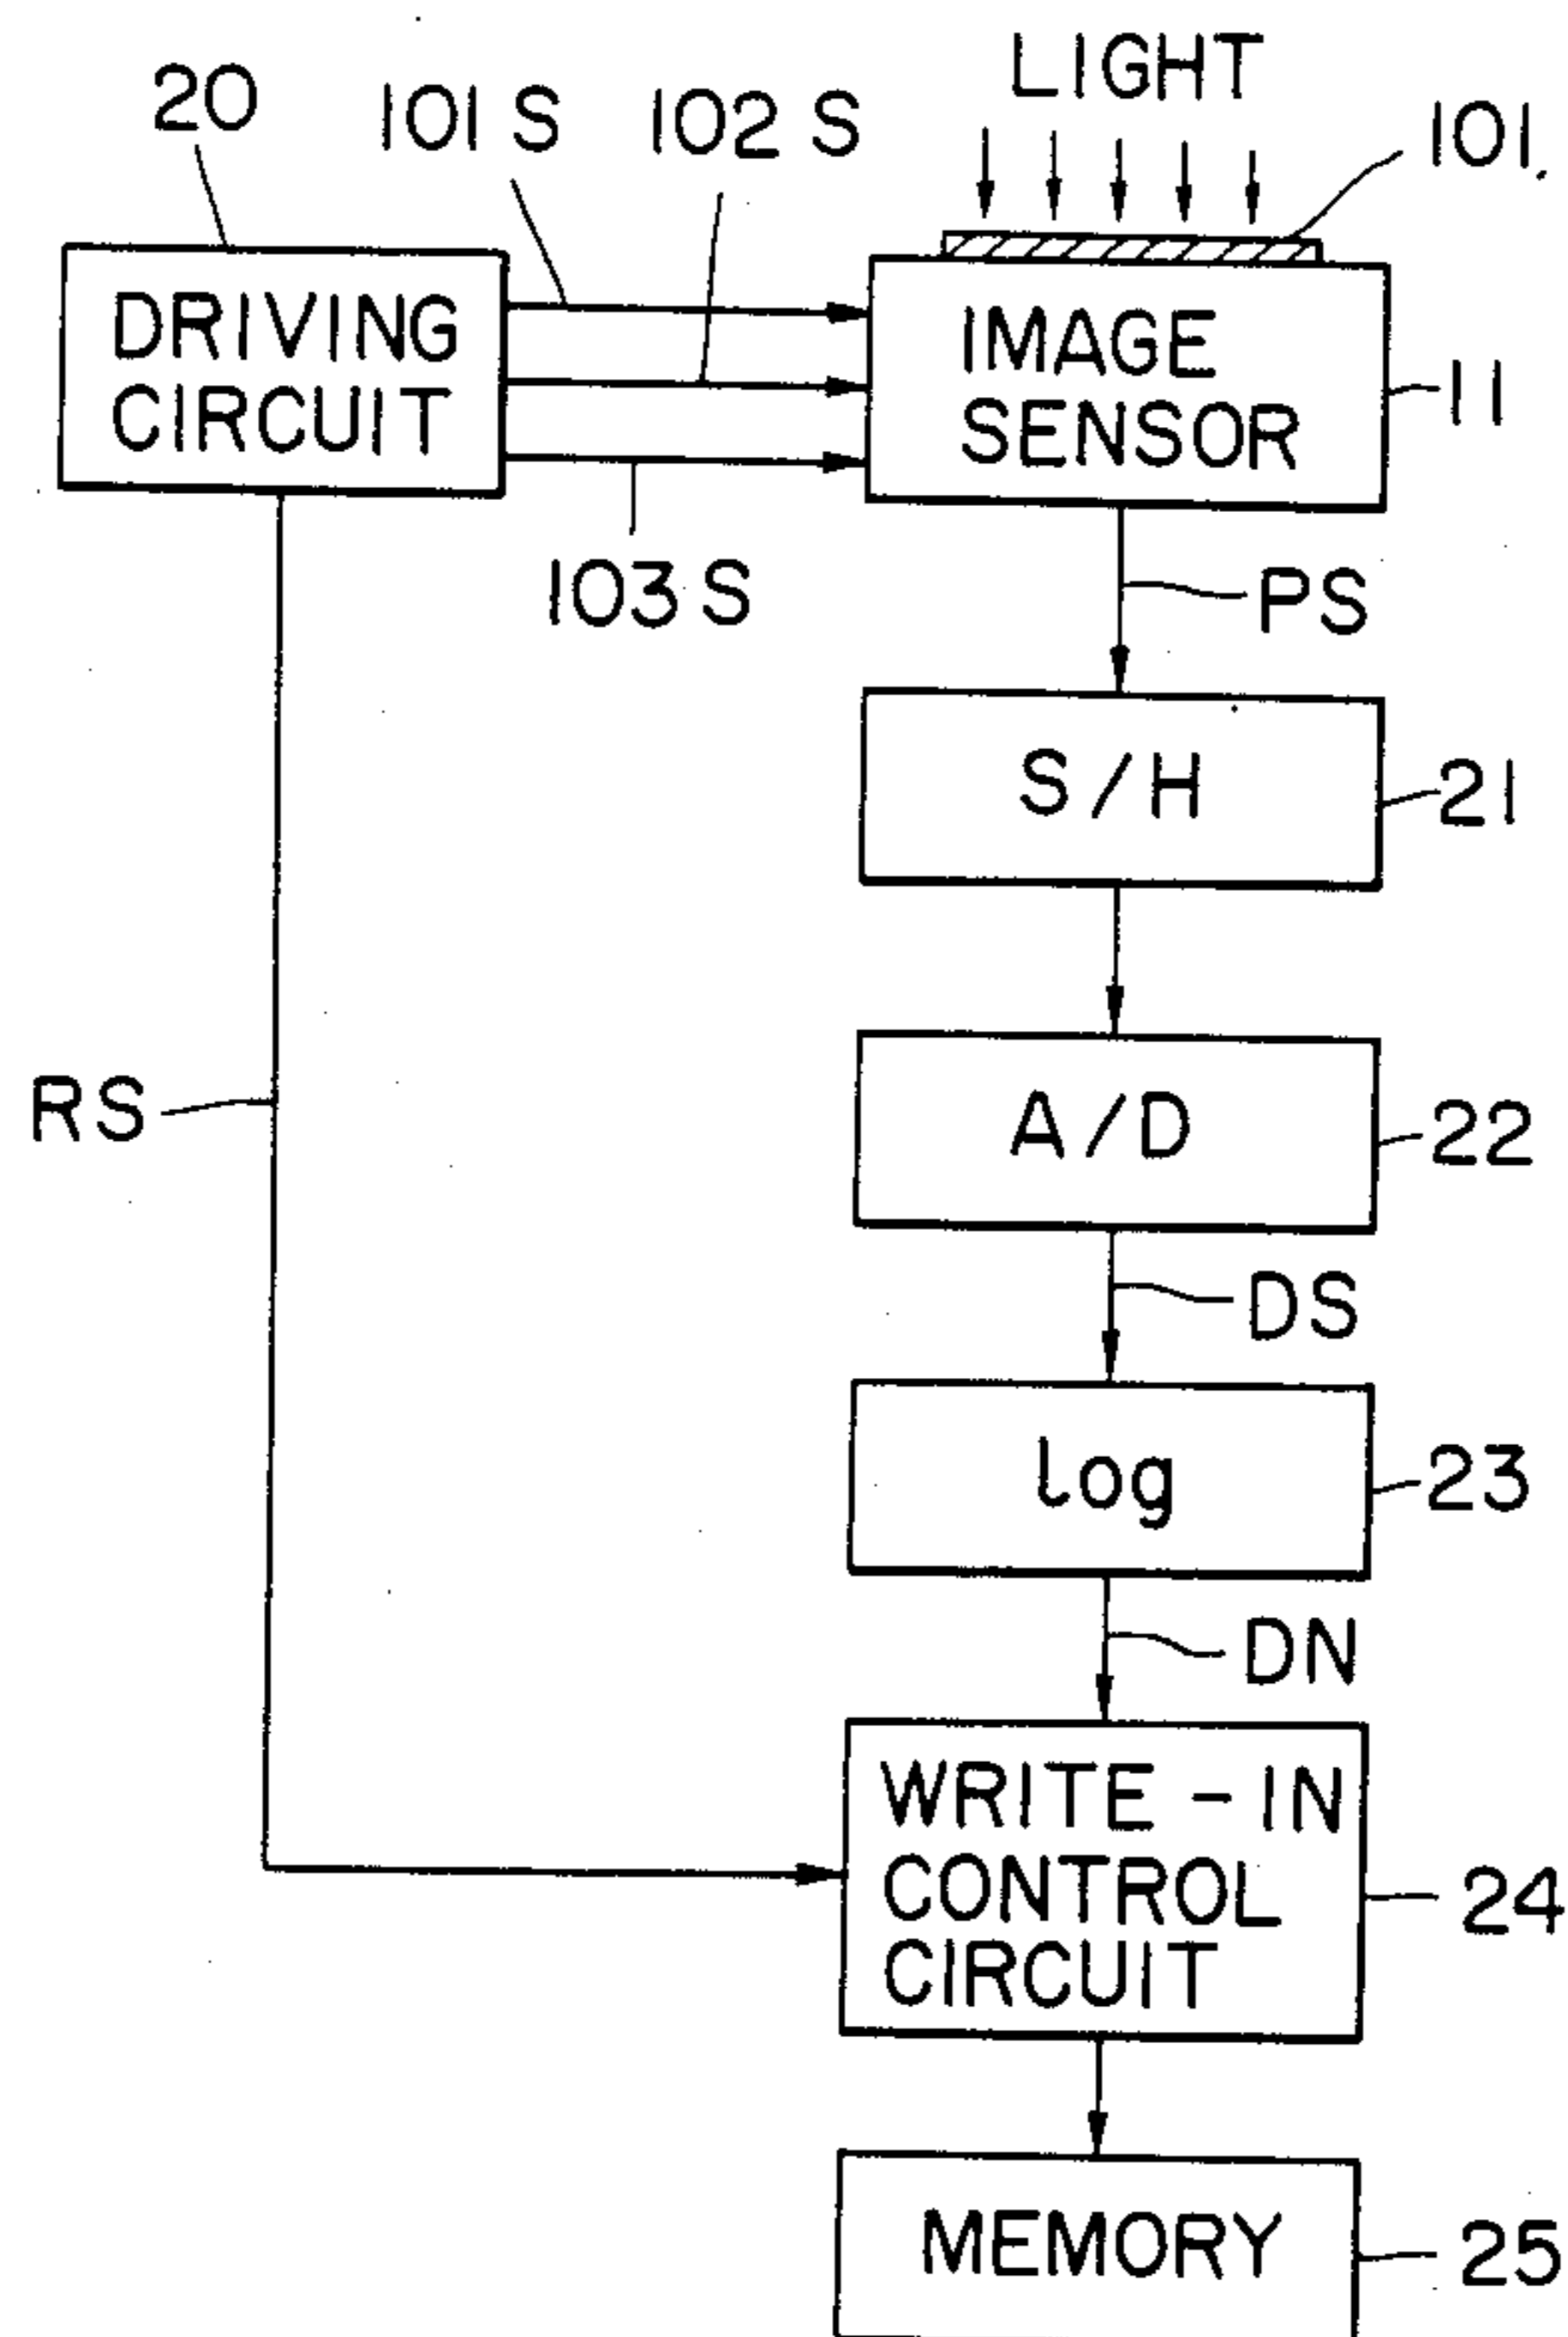 LIGHT
20
101 S
102 S
101
DRIVING
CIRCUIT
IMAGE
SENSOR
11
103 S
PS
S/H
21
RS
A/D
22
DS
log
23
DN
WRITE-IN
CONTROL
CIRCUIT
24
MEMORY
25